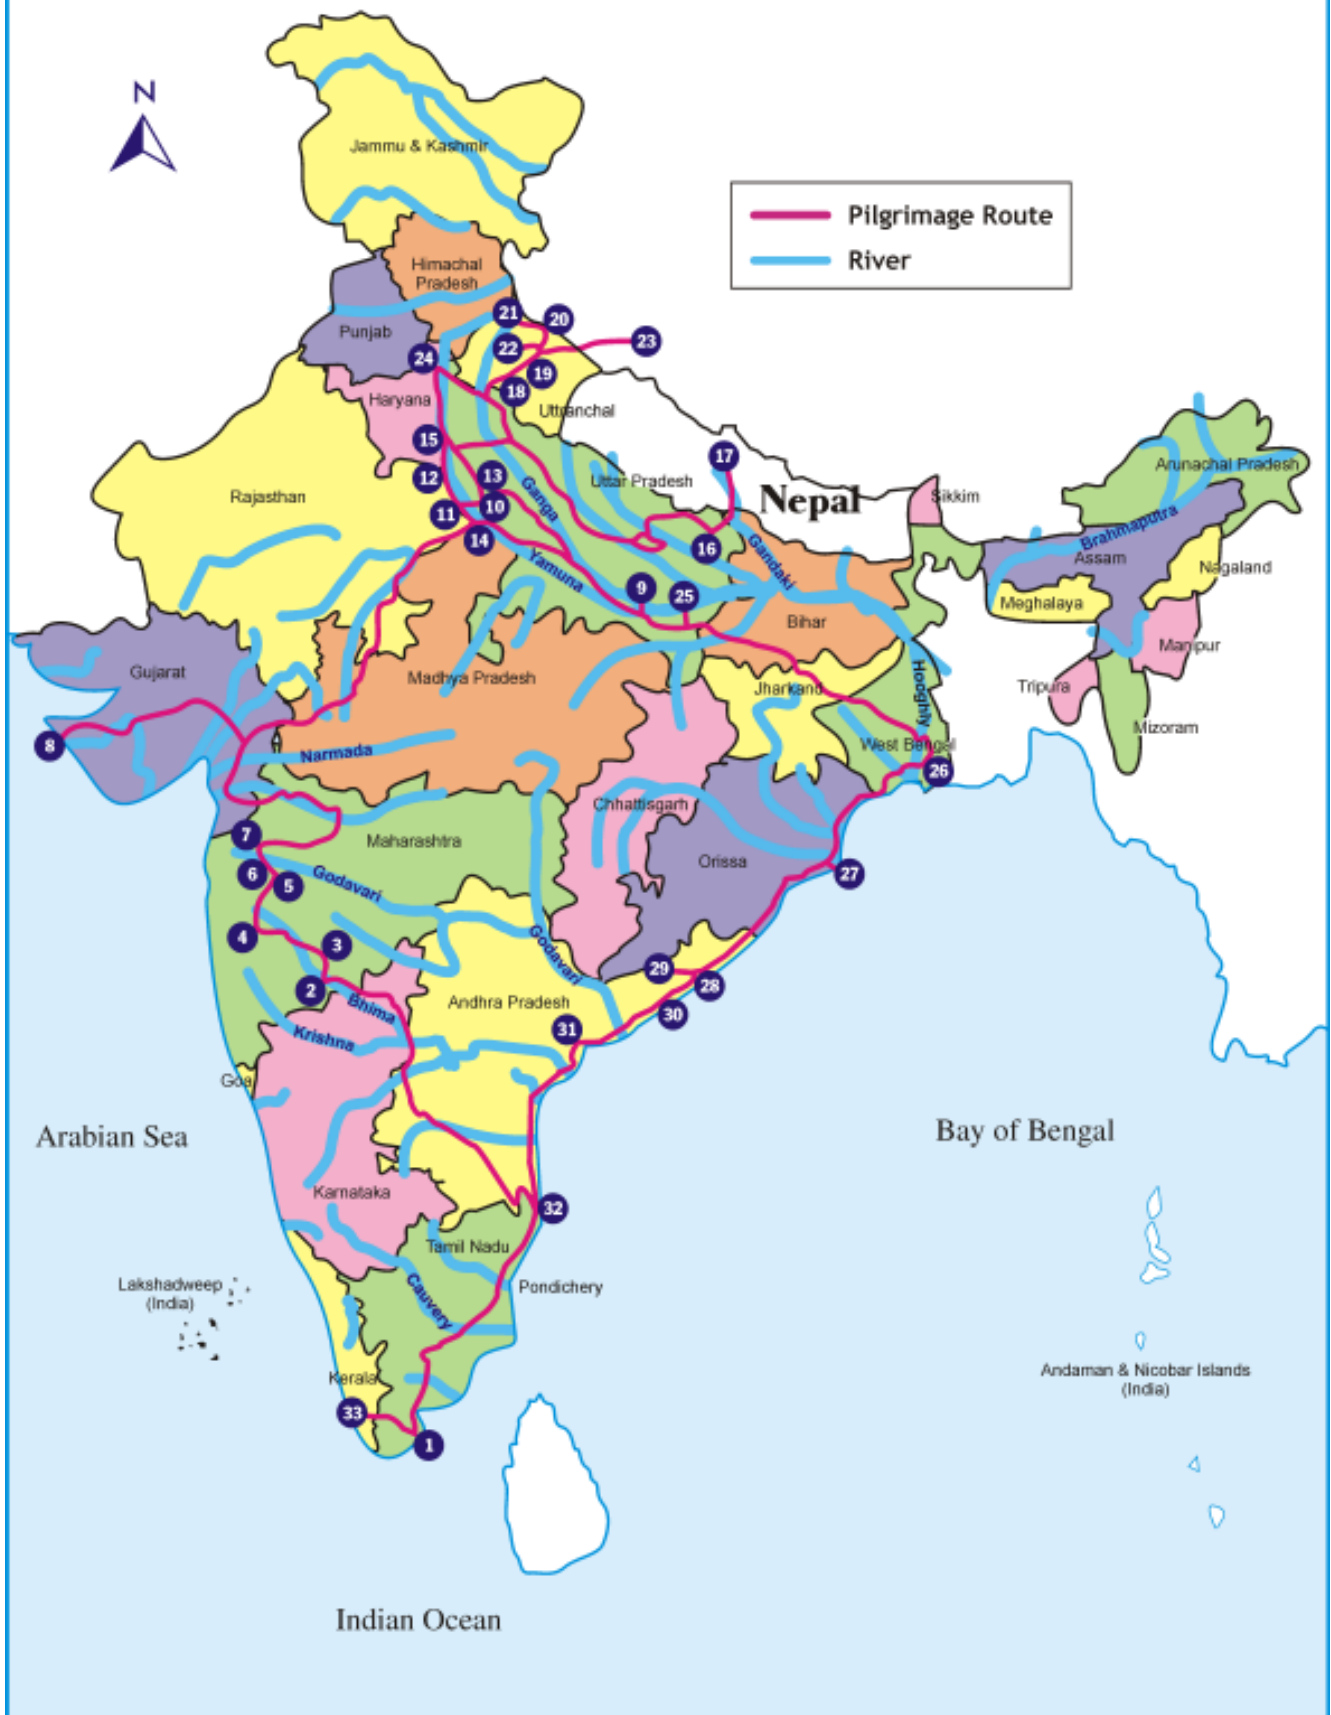 N
Jammu & Kashmir
Pilgrimage Route
River
Himachal
Pradesh
Punjab
21
20
22
23
24
19
18
Haryana
Uttranchal
15
12
13
17
10
11
14
16
Rajasthan
Ganga
Uttar Pradesh
Nepal
Sikkim
Arunachal Pradesh
Brahmaputra
Assam
Nagaland
Meghalaya
Manipur
Tripura
Mizoram
Yamuna
Gandaki
9
25
Bihar
Gujarat
Madhya Pradesh
Jharkand
Hooghly
West Bengal
8
Narmada
26
Chhattisgarh
7
Maharashtra
Orissa
6
5
Godavari
27
4
3
Godavari
29
2
28
Bhima
Andhra Pradesh
30
31
Krishna
Goa
Arabian Sea
Bay of Bengal
Karnataka
32
Tamil Nadu
Lakshadweep
(India)
Cauvery
Pondichery
Kerala
Andaman & Nicobar Islands
(India)
33
1
Indian Ocean